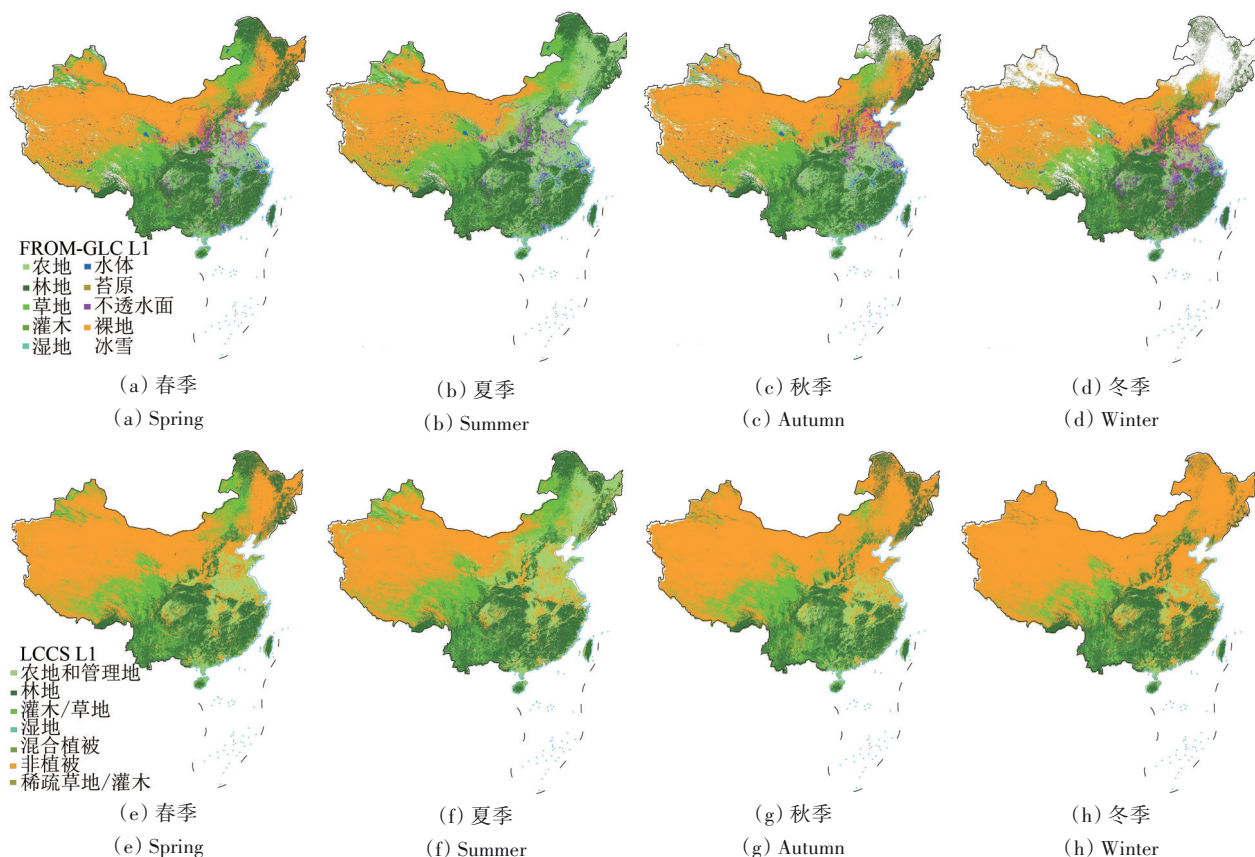 FROM-GLC L1
农地 水体
林地 苔原
草地 不透水面
灌木 裸地
湿地 冰雪
(a) 春季 (b) 夏季 (c) 秋季 (d) 冬季
(a) Spring (b) Summer (c) Autumn (d) Winter
LCCS L1
农地和管理地
林地
灌木/草地
湿地
混合植被
非植被
稀疏草地/灌木
(e) 春季 (f) 夏季 (g) 秋季 (h) 冬季
(e) Spring (f) Summer (g) Autumn (h) Winter